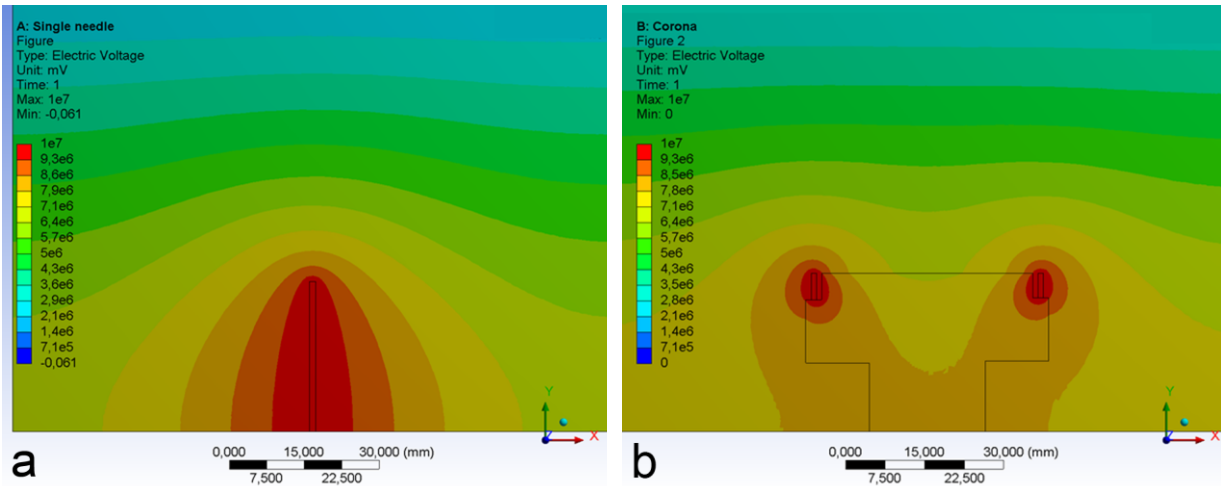 A: Single needle
Figure
Type: Electric Voltage
Unit: mV
Time: 1
Max: 1e7
Min: -0,061
1e7
9,3e6
8,6e6
7,9e6
7,1e6
6,4e6
5,7e6
5e6
4,3e6
3,6e6
2,9e6
2,1e6
1,4e6
7,1e5
-0,061
Y
Z
X
0,000 15,000 30,000 (mm)
7,500 22,500
a
B: Corona
Figure 2
Type: Electric Voltage
Unit: mV
Time: 1
Max: 1e7
Min: 0
1e7
9,3e6
8,5e6
7,8e6
7,1e6
6,4e6
5,7e6
5e6
4,3e6
3,6e6
2,8e6
2,1e6
1,4e6
7,1e5
0
Y
Z
X
0,000 15,000 30,000 (mm)
7,500 22,500
b